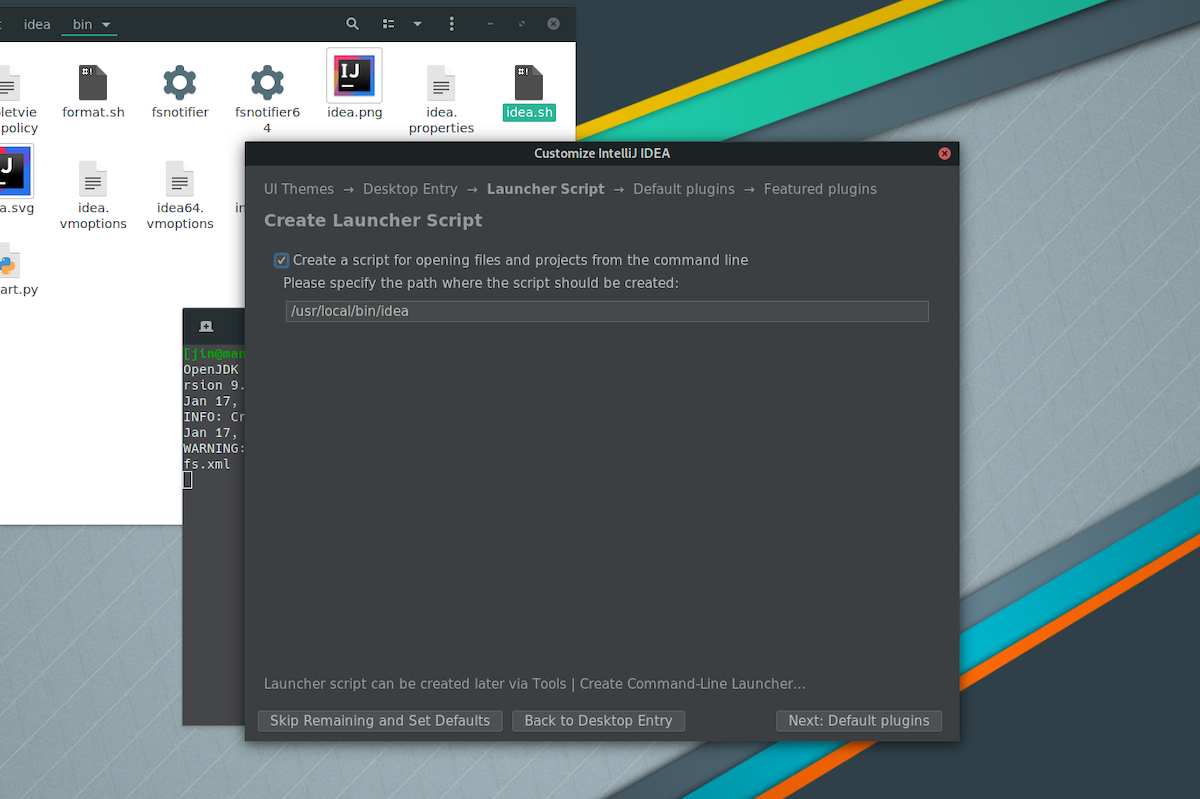 idea bin
format.sh
fsnotifier
fsnotifier6
4
IJ
idea.png
idea.
properties
idea.sh
policy
a.svg
idea.
vmoptions
idea64.
vmoptions
art.py
Customize IntelliJ IDEA
UI Themes → Desktop Entry → Launcher Script → Default plugins → Featured plugins
Create Launcher Script
Create a script for opening files and projects from the command line
Please specify the path where the script should be created:
/usr/local/bin/idea
[jin@man
OpenJDK
rsion 9.
Jan 17,
INFO: Cr
Jan 17,
WARNING:
fs.xml
Launcher script can be created later via Tools | Create Command-Line Launcher...
Skip Remaining and Set Defaults
Back to Desktop Entry
Next: Default plugins